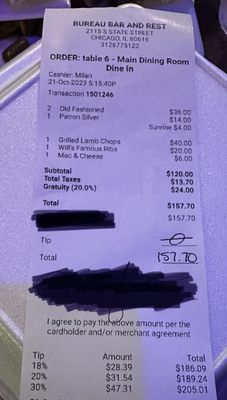 BUREAU BAR AND REST
2115 S STATE STREET
CHICAGO, IL 60616
3128775122
ORDER: table 6 - Main Dining Room
Dine In
Cashier: Milan
21-Oct-2023 5:15:40P
Transaction 1501246
2 Old Fashioned $36.00
1 Patron Silver $14.00
Sunrise $4.00
1 Grilled Lamb Chops $40.00
1 Will's Famous Ribs $20.00
1 Mac & Cheese $6.00
Subtotal $120.00
Total Taxes $13.70
Gratuity (20.0%) $24.00
Total $157.70
$157.70
Tip 0
Total 157.70
I agree to pay the above amount per the
cardholder and/or merchant agreement
Tip Amount Total
18% $28.39 $186.09
20% $31.54 $189.24
30% $47.31 $205.01